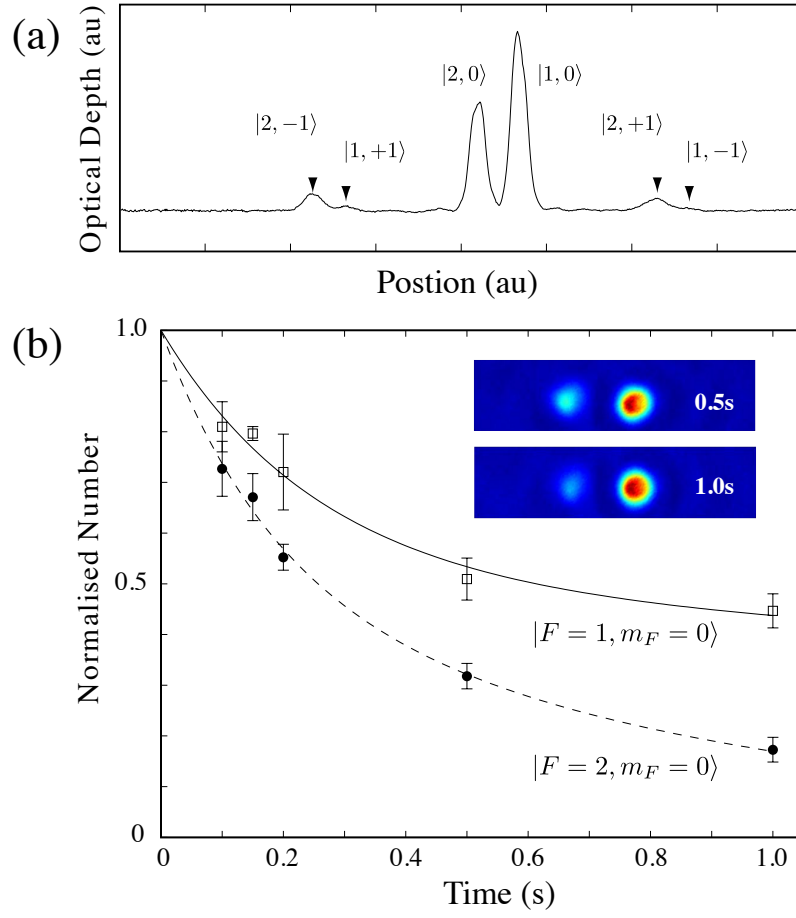 (a)
Optical Depth (au)
|2, −1⟩
|1, +1⟩
|2, 0⟩
|1, 0⟩
|2, +1⟩
|1, −1⟩
Postion (au)
(b)
Normalised Number
1.0
0.5
0
0.5s
1.0s
|F = 1, m_F = 0⟩
|F = 2, m_F = 0⟩
0 0.2 0.4 0.6 0.8 1.0
Time (s)